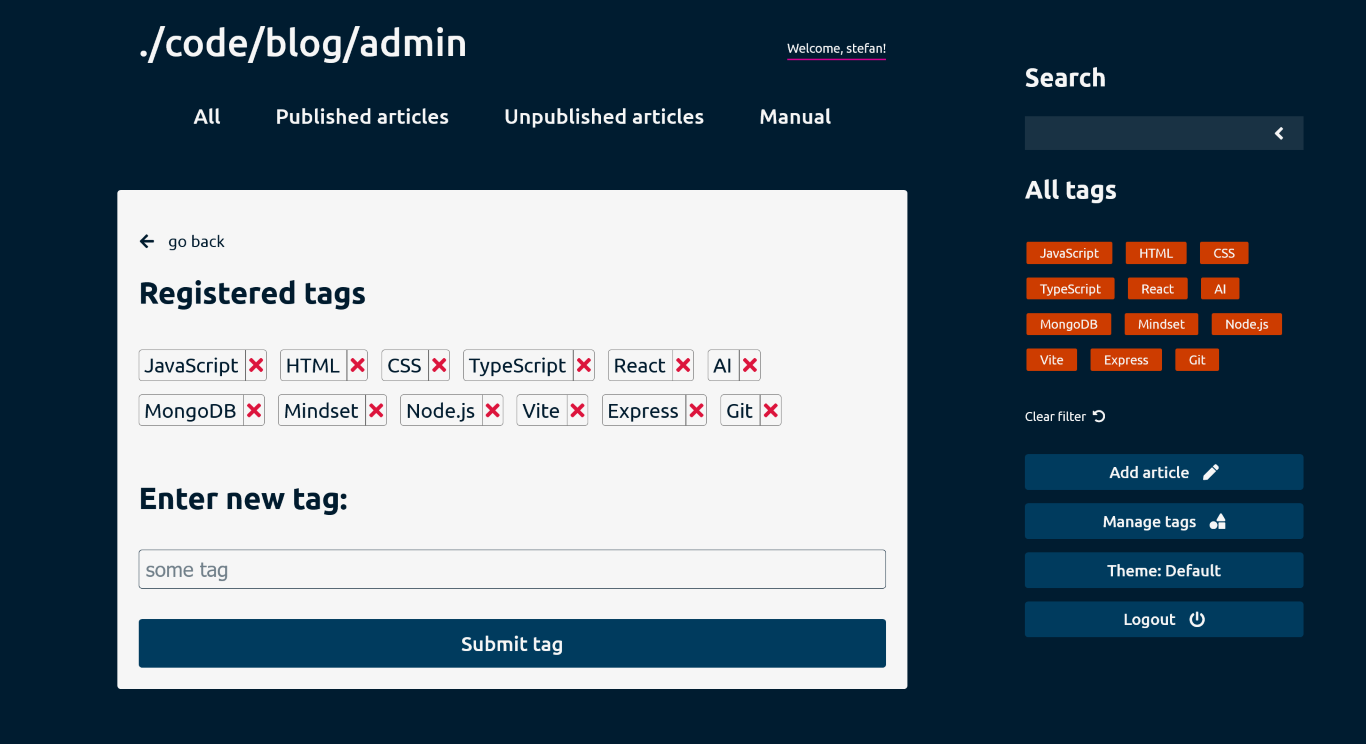 ./code/blog/admin
Welcome, stefan!
All Published articles Unpublished articles Manual
go back
Registered tags
JavaScript HTML CSS TypeScript React AI
MongoDB Mindset Node.js Vite Express Git
Enter new tag:
some tag
Submit tag
Search
All tags
JavaScript HTML CSS
TypeScript React AI
MongoDB Mindset Node.js
Vite Express Git
Clear filter
Add article
Manage tags
Theme: Default
Logout